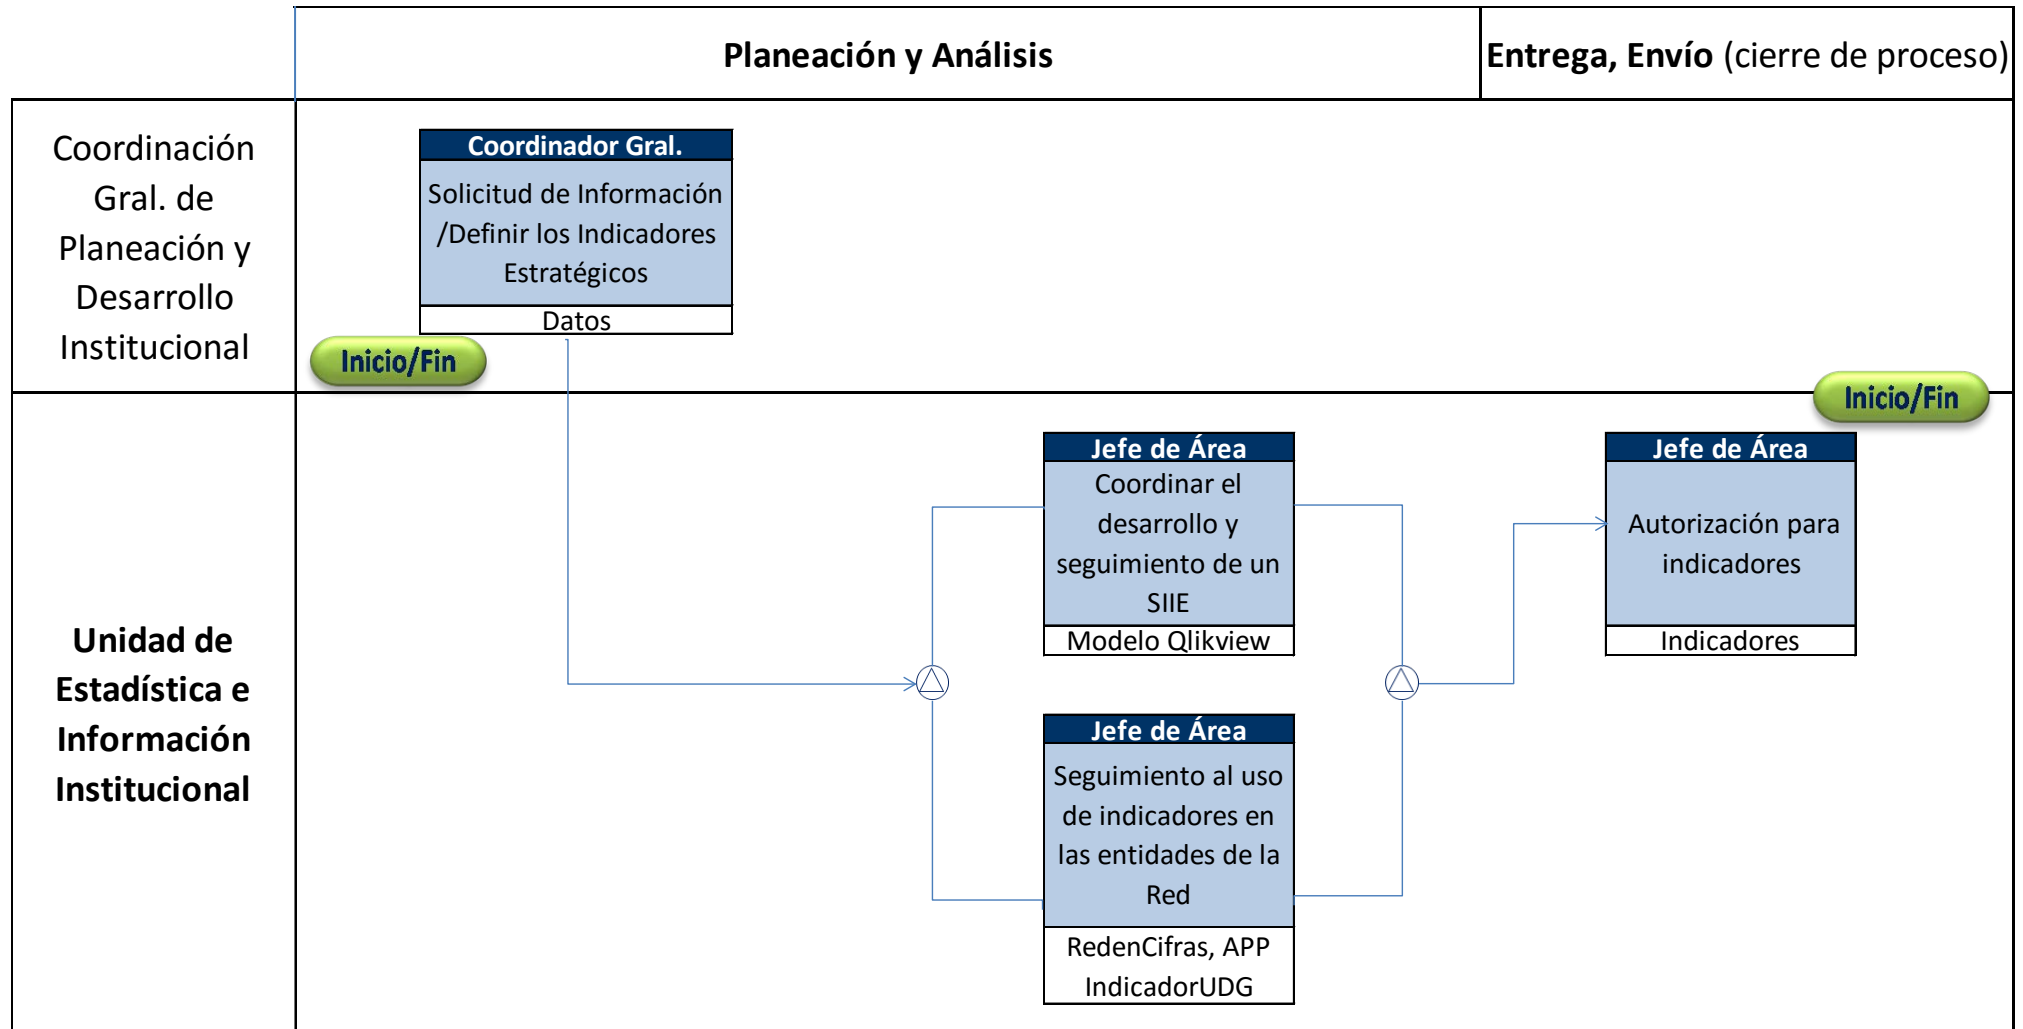 Planeación y Análisis
Entrega, Envío (cierre de proceso)
Coordinación
Gral. de
Planeación y
Desarrollo
Institucional
Coordinador Gral.
Solicitud de Información
/Definir los Indicadores
Estratégicos
Datos
Inicio/Fin
Inicio/Fin
Unidad de
Estadística e
Información
Institucional
Jefe de Área
Coordinar el
desarrollo y
seguimiento de un
SIIE
Modelo Qlikview
Jefe de Área
Seguimiento al uso
de indicadores en
las entidades de la
Red
RedenCifras, APP
IndicadorUDG
Jefe de Área
Autorización para
indicadores
Indicadores